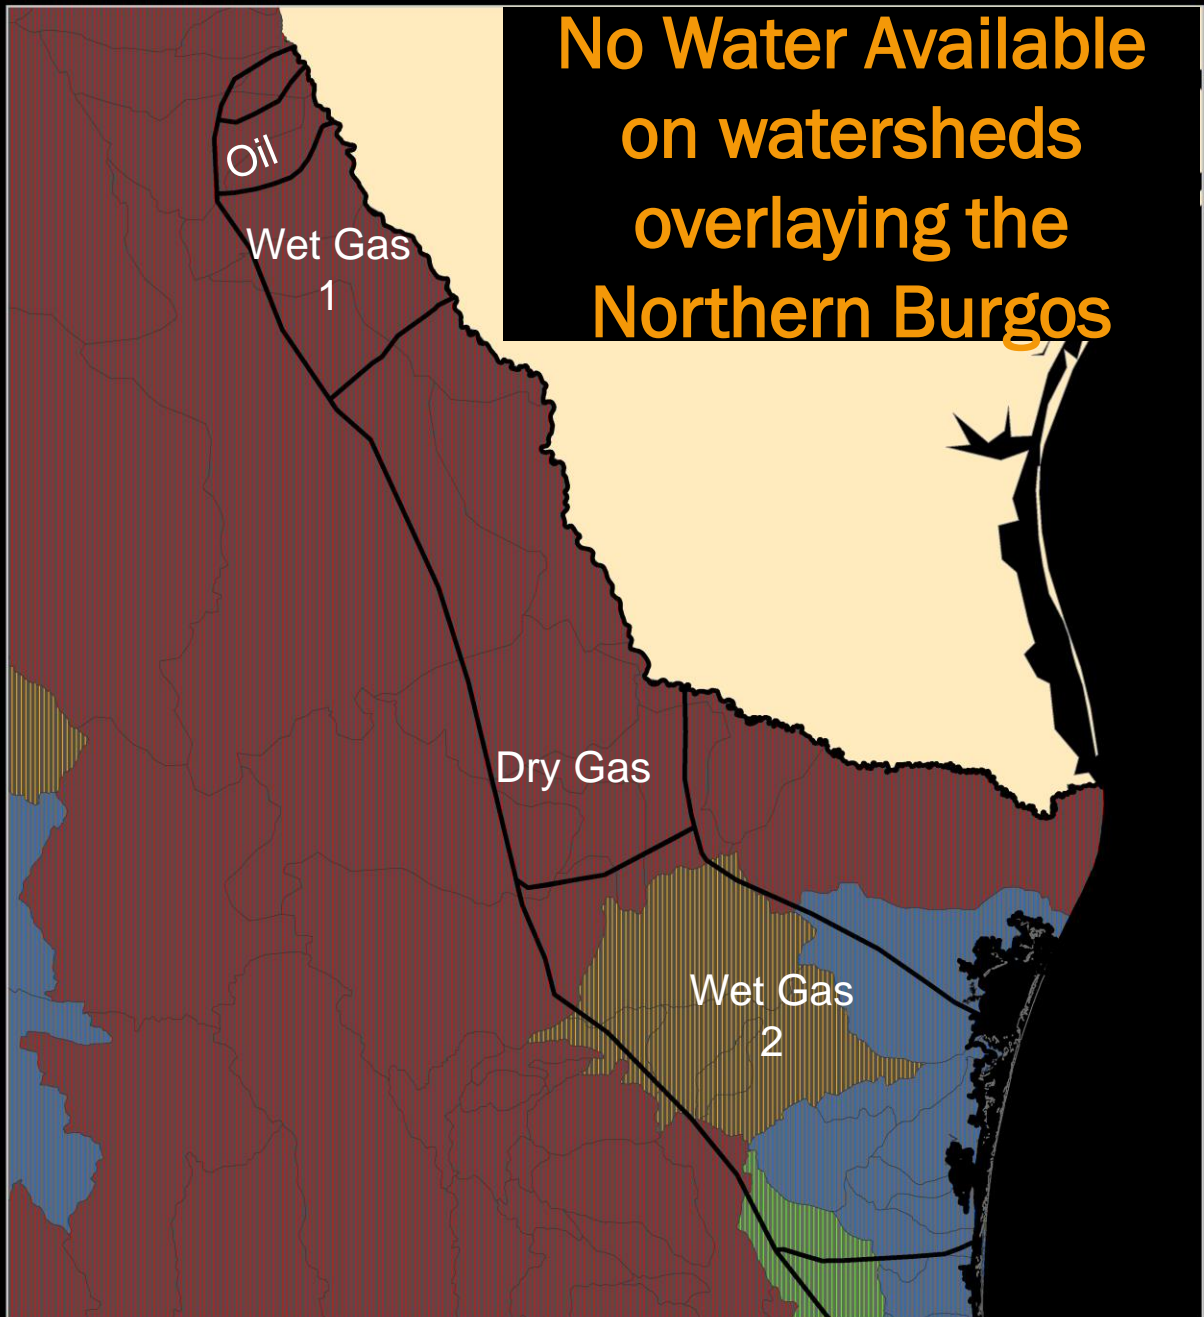 No Water Available
on watersheds
overlaying the
Northern Burgos
Oil
Wet Gas
1
Dry Gas
Wet Gas
2